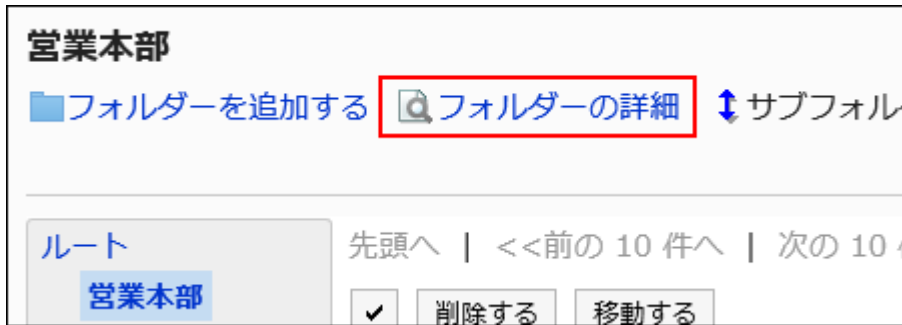 営業本部
フォルダーを追加する フォルダーの詳細 サブフォル
ルート
営業本部
先頭へ | <<前の 10 件へ | 次の 10
削除する 移動する